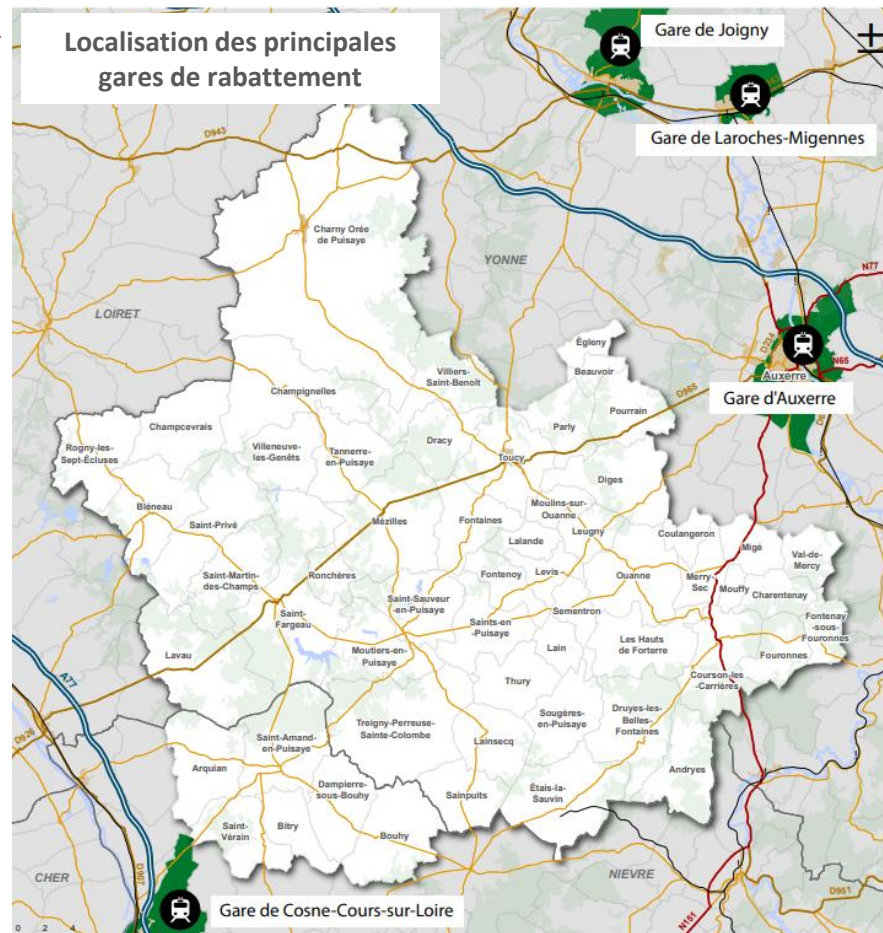 Localisation des principales
gares de rabattement
Gare de Joigny
Gare de Laroches-Migennes
D943
Charny Orée
de Puisaye
YONNE
N77
LOIRET
D234
N65
Auxerre
Gare d'Auxerre
Égleny
Beauvoir
Villiers-
Saint-Benoît
D965
Champignelles
Pourrain
Parly
Champcevrais
Rogny-les-
Sept-Écluses
Villeneuve-
les-Genêts
Tannerre-
en-Puisaye
Dracy
Toucy
Diges
Bléneau
Moulins-sur-
Ouanne
Saint-Privé
Mézilles
Fontaines
Leugny
Coulangeron
Lalande
Migé
Val-de-
Mercy
Saint-Martin-
des-Champs
Ronchères
Fontenoy
Levis
Ouanne
Merry-
Sec
Mouffy
Charentenay
Saint-Sauveur
-en-Puisaye
Saint-
Fargeau
Saints-en
-Puisaye
Sementron
Fontenay
-sous-
Fouronnes
Lavau
Moutiers-en-
Puisaye
Lain
Les Hauts
de Forterre
Fouronnes
A77
Thury
Courson-les
-Carrières
Treigny-Perreuse-
Sainte-Colombe
Sougères-
en-Puisaye
Druyes-les-
Belles-
Fontaines
D926
Saint-Amand-
en-Puisaye
Lainsecq
Arquian
Andryes
Dampierre-
sous-Bouhy
Sainpuits
Étais-la-
Sauvin
Saint-
Vérain
Bitry
Bouhy
CHER
NIEVRE
D907
D951
Gare de Cosne-Cours-sur-Loire
N151
0 2 4